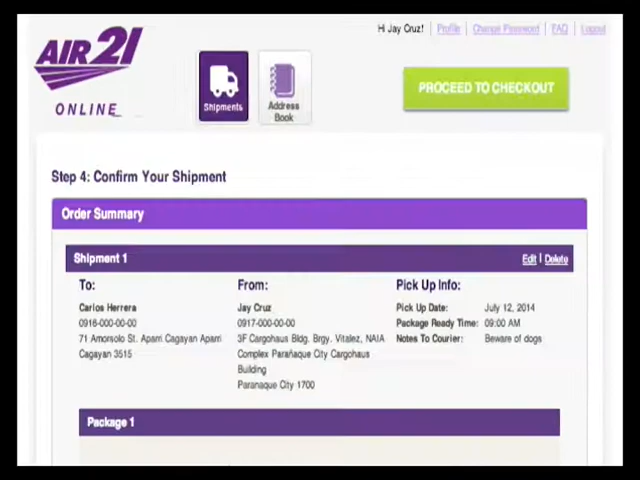 Hi Jay Cruz! Profile Change Password FAQ Logout
AIR21
ONLINE
Shipments
Address
Book
PROCEED TO CHECKOUT
Step 4: Confirm Your Shipment
Order Summary
Shipment 1
Edit | Delete
To:
Carlos Herrera
0916-000-00-00
71 Amorsolo St. Aparri Cagayan Aparri
Cagayan 3515
From:
Jay Cruz
0917-000-00-00
3F Cargohaus Bldg. Brgy. Vitalez, NAIA
Complex Parañaque City Cargohaus
Building
Paranaque City 1700
Pick Up Info:
Pick Up Date: July 12, 2014
Package Ready Time: 09:00 AM
Notes To Courier: Beware of dogs
Package 1